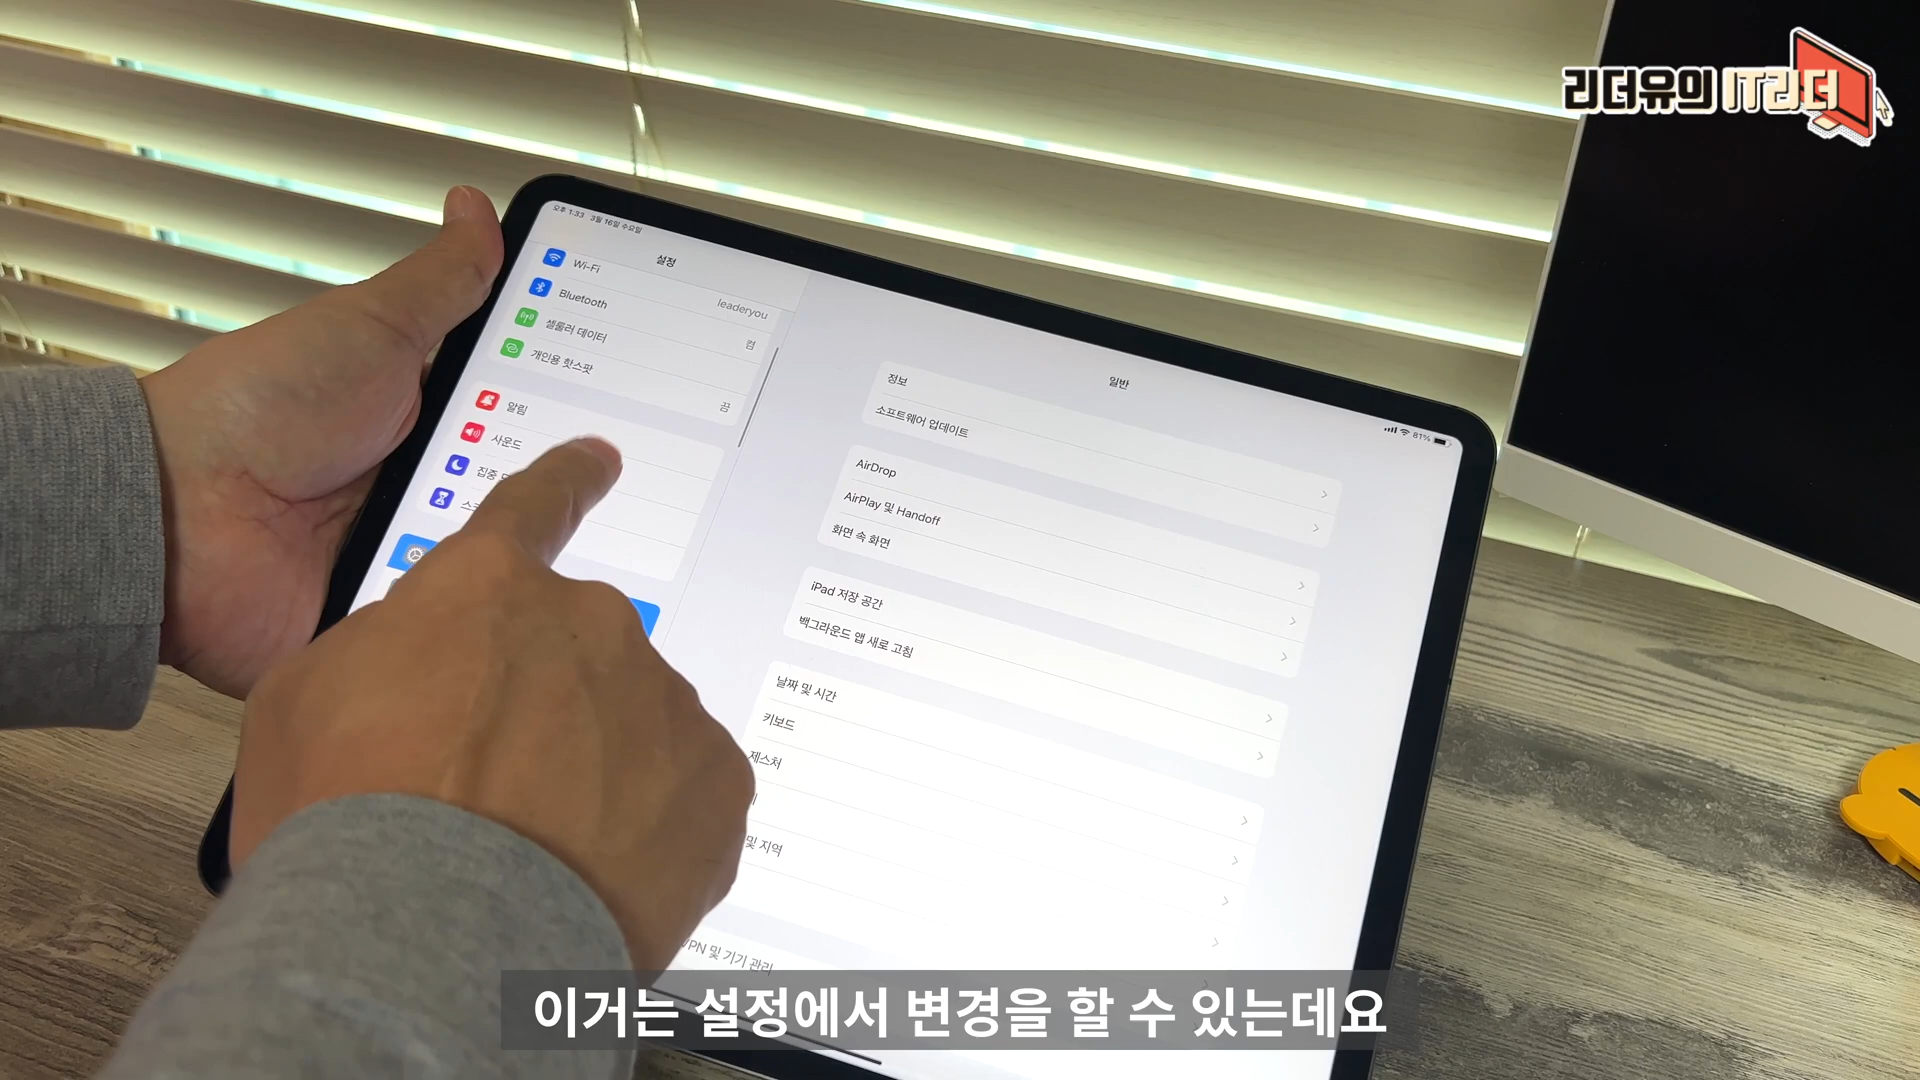 리더유의 IT리더
오후 1:33 3월 16일 수요일
81%
설정
Wi-Fi
leaderyou
Bluetooth
켬
셀룰러 데이터
개인용 핫스팟
끔
알림
사운드
집중
일반
정보
소프트웨어 업데이트
AirDrop
AirPlay 및 Handoff
화면 속 화면
iPad 저장 공간
백그라운드 앱 새로 고침
날짜 및 시간
키보드
제스처
및 지역
VPN 및 기기 관리
이거는 설정에서 변경을 할 수 있는데요